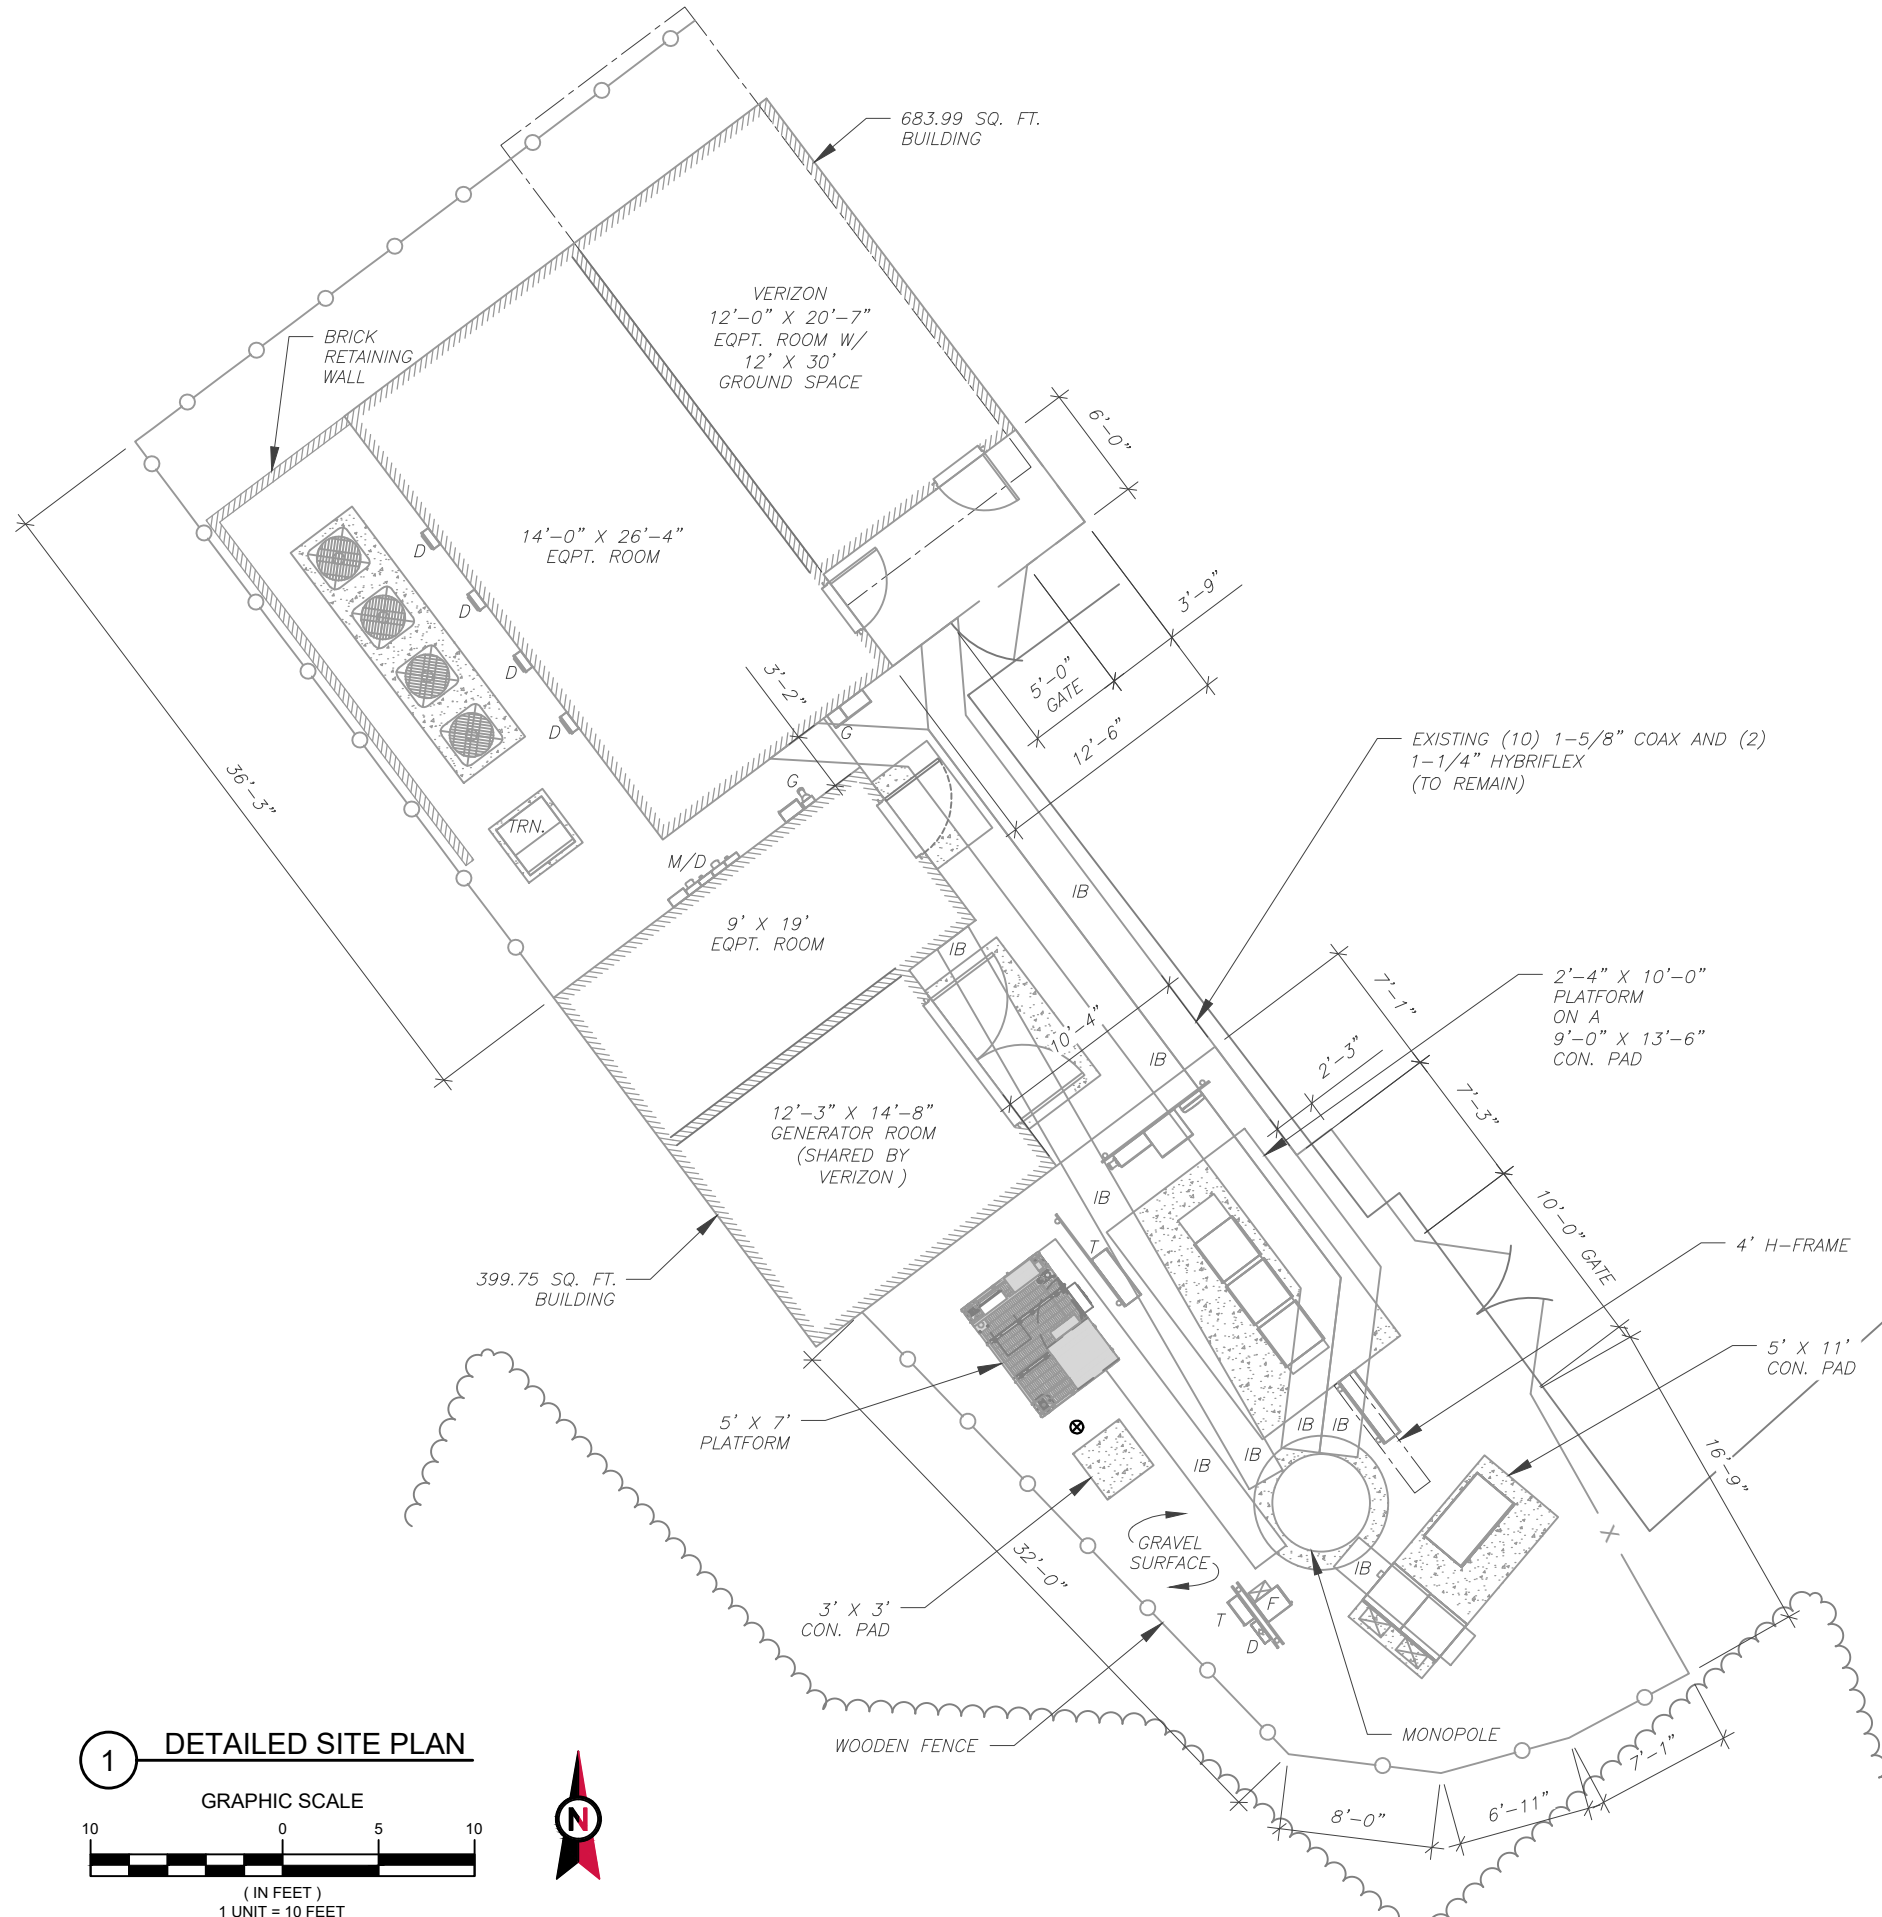 683.99 SQ. FT.
BUILDING
VERIZON
12'-0" X 20'-7"
EQPT. ROOM W/
12' X 30'
GROUND SPACE
BRICK
RETAINING
WALL
6'-0"
14'-0" X 26'-4"
EQPT. ROOM
D
D
D
D
3'-9"
5'-0"
GATE
12'-6"
3'-2"
G
G
36'-3"
TRN.
M/D
EXISTING (10) 1-5/8" COAX AND (2)
1-1/4" HYBRIFLEX
(TO REMAIN)
IB
9' X 19'
EQPT. ROOM
IB
7'-1"
2'-4" X 10'-0"
PLATFORM
ON A
9'-0" X 13'-6"
CON. PAD
10'-4"
IB
2'-3"
7'-3"
12'-3" X 14'-8"
GENERATOR ROOM
(SHARED BY
VERIZON )
IB
10'-0" GATE
T
4' H-FRAME
399.75 SQ. FT.
BUILDING
5' X 11'
CON. PAD
5' X 7'
PLATFORM
IB
IB
IB
IB
16'-9"
GRAVEL
SURFACE
32'-0"
IB
3' X 3'
CON. PAD
T
F
D
WOODEN FENCE
MONOPOLE
7'-1"
6'-11"
8'-0"
1
DETAILED SITE PLAN
GRAPHIC SCALE
10 0 5 10
( IN FEET )
1 UNIT = 10 FEET
N